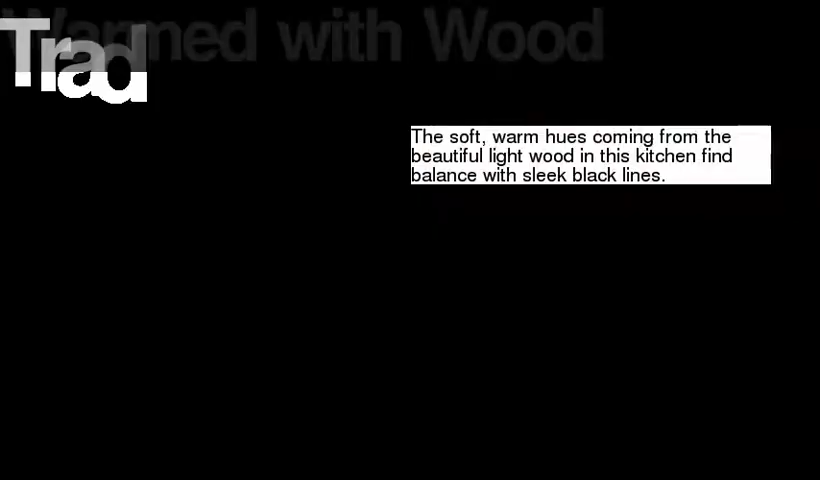 Warmed with Wood
Trad
The soft, warm hues coming from the
beautiful light wood in this kitchen find
balance with sleek black lines.